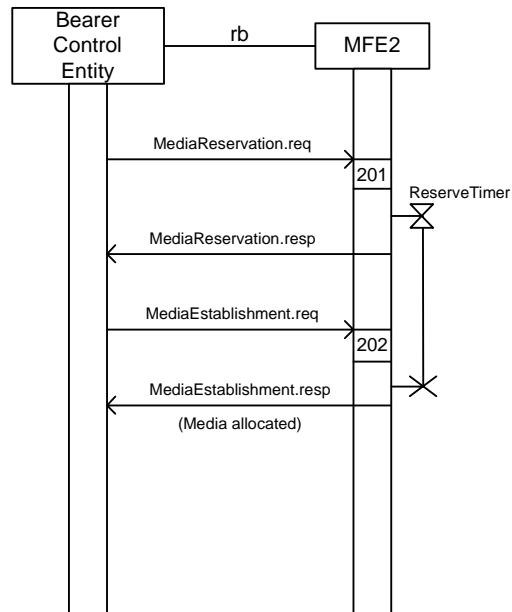 Bearer
Control
Entity
rb
MFE2
MediaReservation.req
201
ReserveTimer
MediaReservation.resp
MediaEstablishment.req
202
MediaEstablishment.resp
(Media allocated)